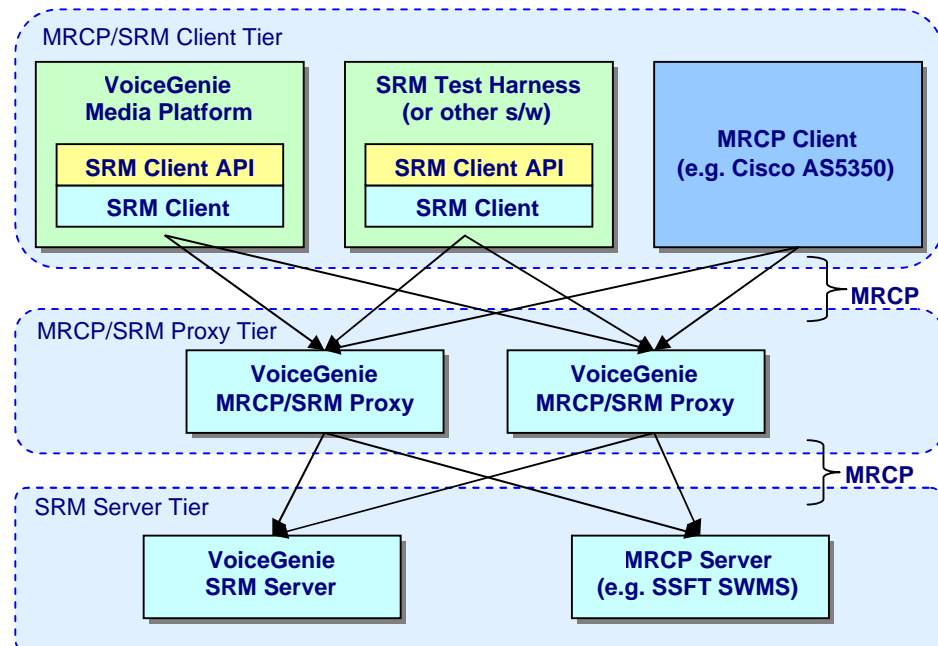 MRCP/SRM Client Tier
VoiceGenie
Media Platform
SRM Client API
SRM Client
SRM Test Harness
(or other s/w)
SRM Client API
SRM Client
MRCP Client
(e.g. Cisco AS5350)
MRCP
MRCP/SRM Proxy Tier
VoiceGenie
MRCP/SRM Proxy
VoiceGenie
MRCP/SRM Proxy
MRCP
SRM Server Tier
VoiceGenie
SRM Server
MRCP Server
(e.g. SSFT SWMS)